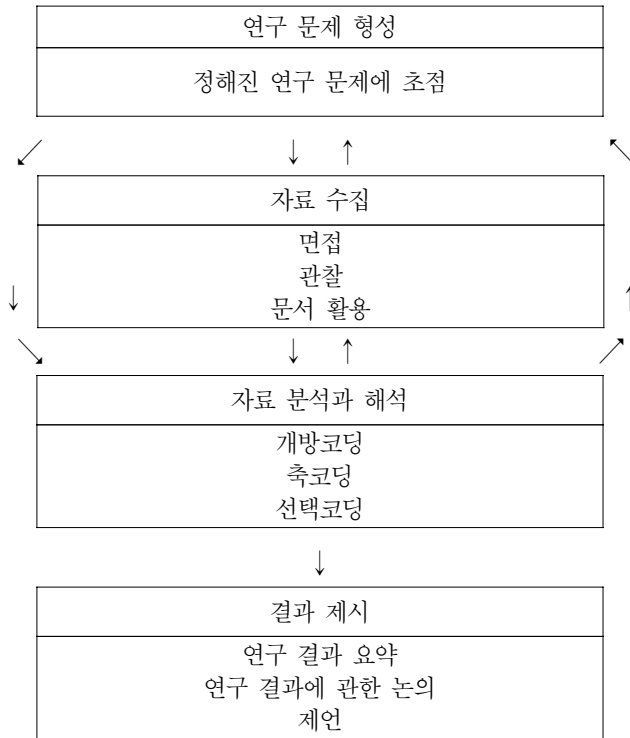 연구 문제 형성
정해진 연구 문제에 초점
↙ ↓ ↑ ↖
자료 수집
면접
관찰
문서 활용
↓ ↑
↘ ↓ ↑ ↗
자료 분석과 해석
개방코딩
축코딩
선택코딩
↓
결과 제시
연구 결과 요약
연구 결과에 관한 논의
제언